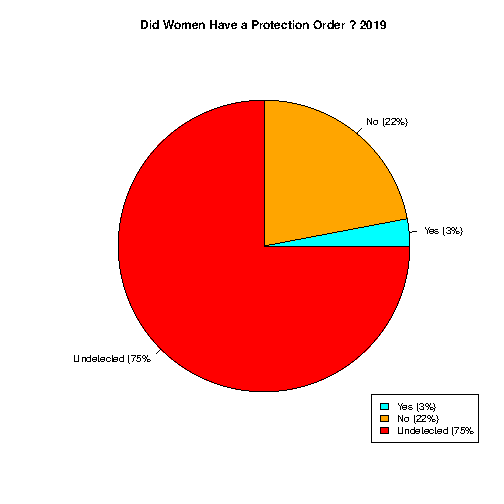 Did Women Have a Protection Order ? 2019
No (22%)
Yes (3%)
Undetected (75%
Yes (3%)
No (22%)
Undetected (75%